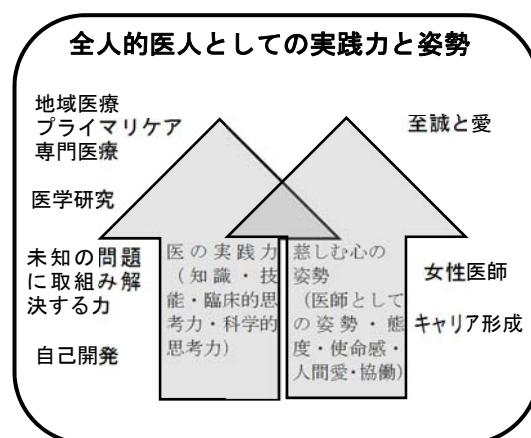 全人的医人としての実践力と姿勢
地域医療
プライマリケア
専門医療
医学研究
未知の問題
に取組み解
決する力
自己開発
医の実践力
（知識・技
能・臨床的思
考力・科学的
思考力）
慈しむ心の
姿勢
（医師として
の姿勢・態
度・使命感・
人間愛・協働）
至誠と愛
女性医師
キャリア形成